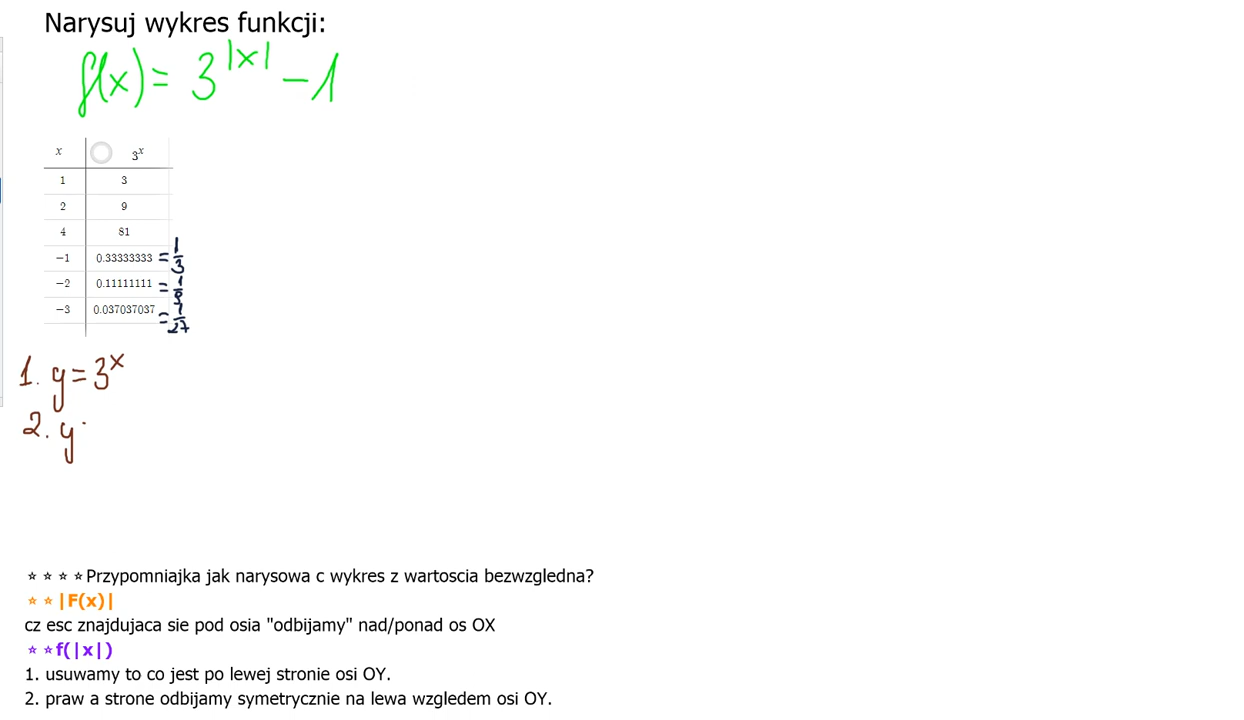 Narysuj wykres funkcji:
f(x) = 3^|x| - 1
x 3^x
1 3
2 9
4 81
-1 0.33333333 = 1/3
-2 0.11111111 = 1/9
-3 0.037037037 = 1/27
1. y = 3^x
2. y
☆ ☆ ☆ ☆ Przypomniajka jak narysowa c wykres z wartoscia bezwzgledna?
☆ ☆ |F(x)|
cz esc znajdujaca sie pod osia "odbijamy" nad/ponad os OX
☆ ☆ f(|x|)
1. usuwamy to co jest po lewej stronie osi OY.
2. praw a strone odbijamy symetrycznie na lewa wzgledem osi OY.